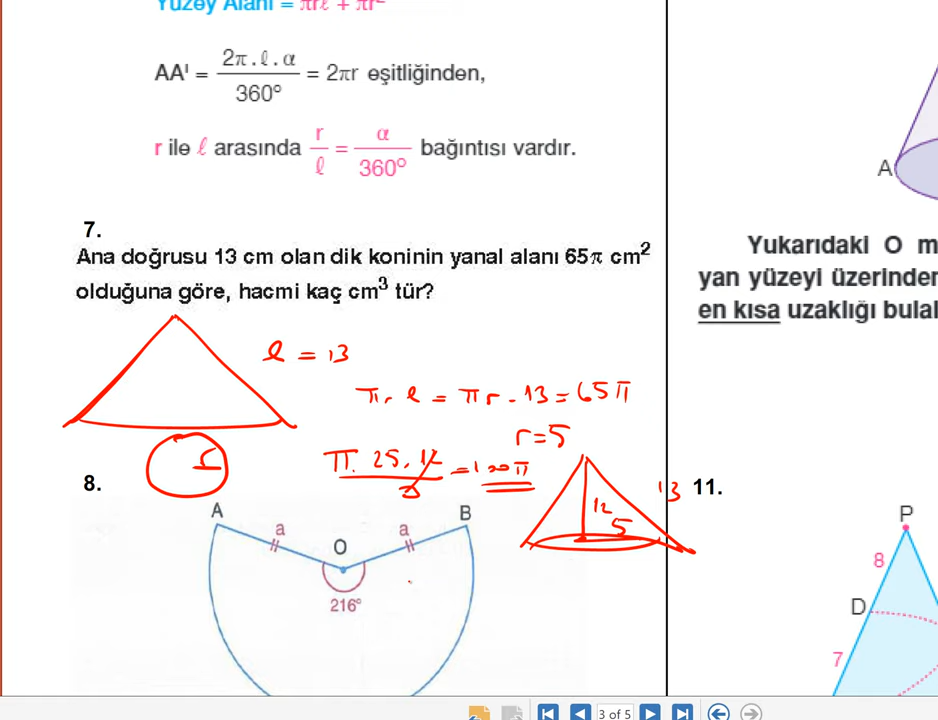 Yüzey Alanı = πrℓ + πr²
AA' = 2π . ℓ . α / 360° = 2πr eşitliğinden,
r ile ℓ arasında r / ℓ = α / 360° bağıntısı vardır.
7.
Ana doğrusu 13 cm olan dik koninin yanal alanı 65π cm²
olduğuna göre, hacmi kaç cm³ tür?
ℓ = 13
π r ℓ = π r . 13 = 65π
r = 5
π . 25 . 12 / 3 = 100π
r
12
5
13
8.
A
B
a
a
O
216°
A
Yukarıdaki O m
yan yüzeyi üzerinder
en kısa uzaklığı bulal
11.
P
8
D
7
3 of 5